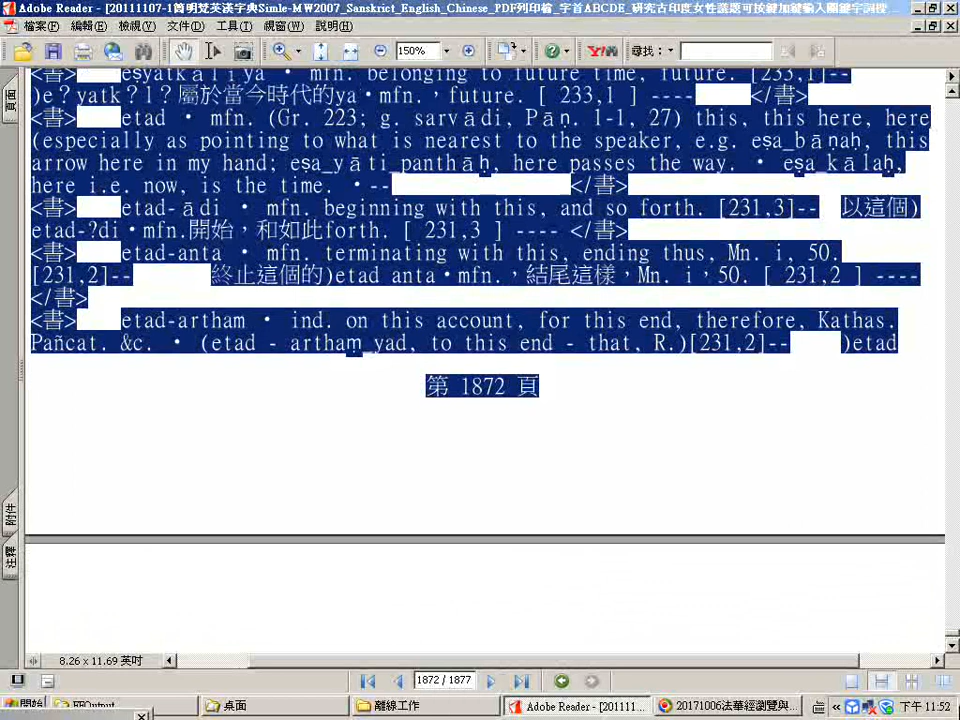 Adobe Reader - [20111107-1簡明梵英漢字典Simle-MW2007_Sanskrict_English_Chinese_PDF列印檔_字首ABCDE_研究古印度女性議題可按鍵加鍵輸入關鍵字詞搜...
檔案(F) 編輯(E) 檢視(V) 文件(D) 工具(T) 視窗(W) 說明(H)
150% 尋找：
頁面
<書> eṣyatkālīya • mfn. belonging to future time, future. [233,1]--
)e？yatk？l？屬於當今時代的ya•mfn.，future. [ 233,1 ] ---- </書>
<書> etad • mfn. (Gr. 223; g. sarvādi, Pāṇ. 1-1, 27) this, this here, here
(especially as pointing to what is nearest to the speaker, e.g. eṣa_bāṇaḥ, this
arrow here in my hand; eṣa_yāti_panthāḥ, here passes the way. • eṣa_kālaḥ,
here i.e. now, is the time. •-- </書>
<書> etad-ādi • mfn. beginning with this, and so forth. [231,3]-- 以這個)
etad-?di•mfn.開始，和如此forth. [ 231,3 ] ---- </書>
<書> etad-anta • mfn. terminating with this, ending thus, Mn. i, 50.
[231,2]-- 終止這個的)etad anta•mfn.，結尾這樣，Mn. i，50. [ 231,2 ] ----
</書>
<書> etad-artham • ind. on this account, for this end, therefore, Kathas.
Pañcat. &c. • (etad - arthaṃ_yad, to this end - that, R.)[231,2]-- )etad
第 1872 頁
附件
注釋
8.26 x 11.69 英吋
1872 / 1877
開始 FFOutput 桌面 離線工作 Adobe Reader - [201111... 20171006法華經瀏覽與... 下午 11:52